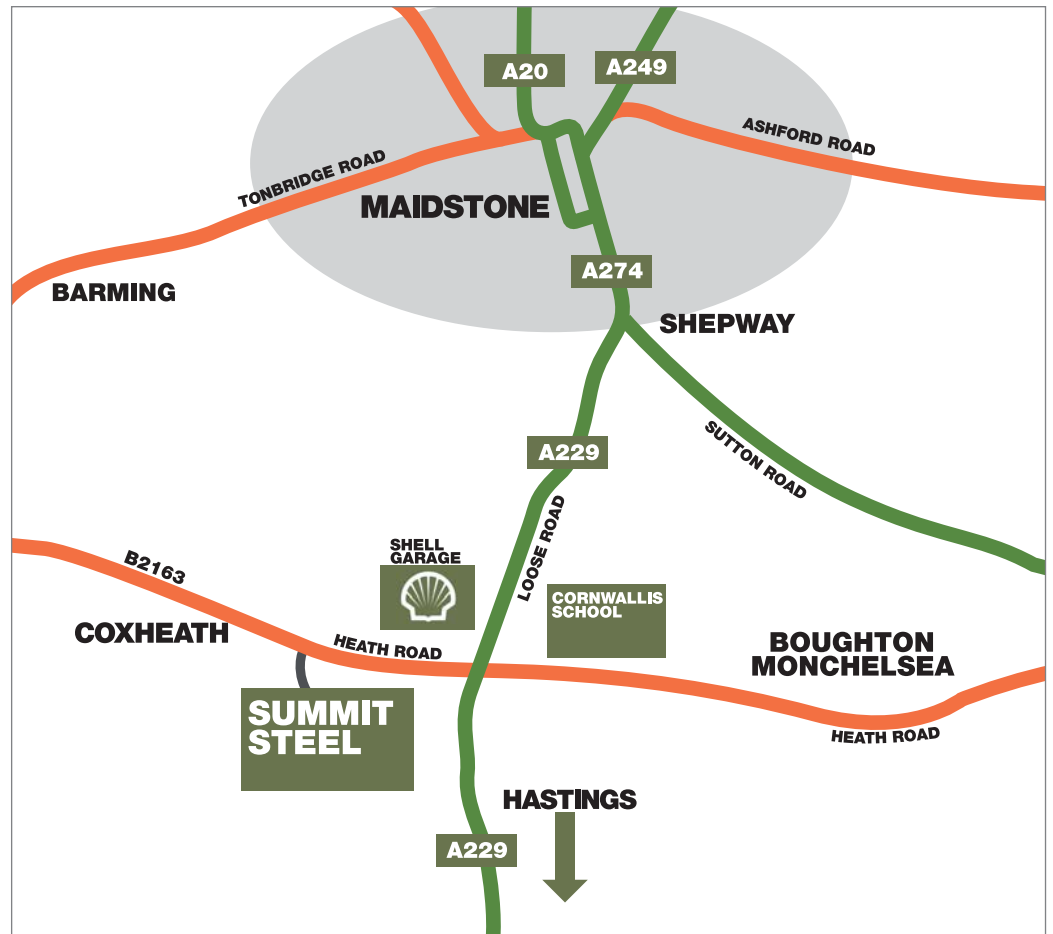 A20
A249
ASHFORD ROAD
TONBRIDGE ROAD
MAIDSTONE
A274
BARMING
SHEPWAY
A229
SUTTON ROAD
LOOSE ROAD
SHELL
GARAGE
B2163
CORNWALLIS
SCHOOL
COXHEATH
HEATH ROAD
BOUGHTON
MONCHELSEA
SUMMIT
STEEL
HEATH ROAD
HASTINGS
A229